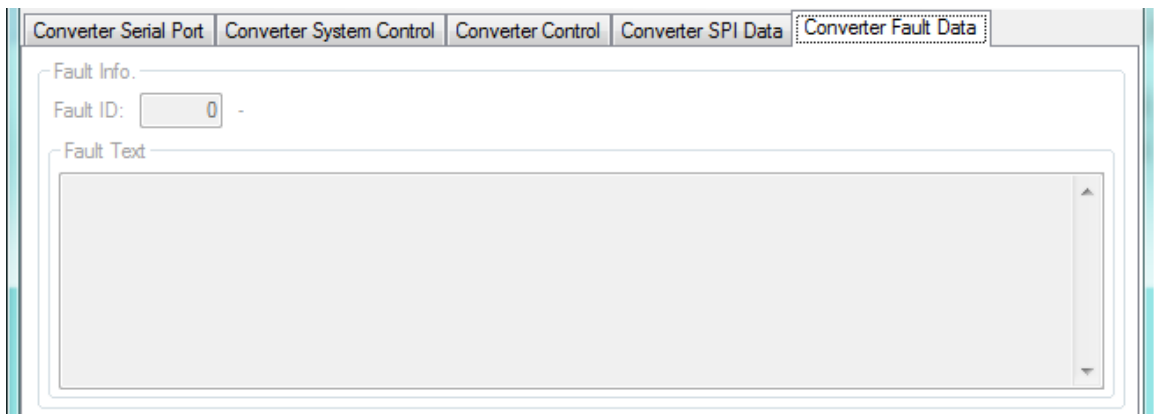 Converter Serial Port Converter System Control Converter Control Converter SPI Data Converter Fault Data
Fault Info.
Fault ID: 0 -
Fault Text